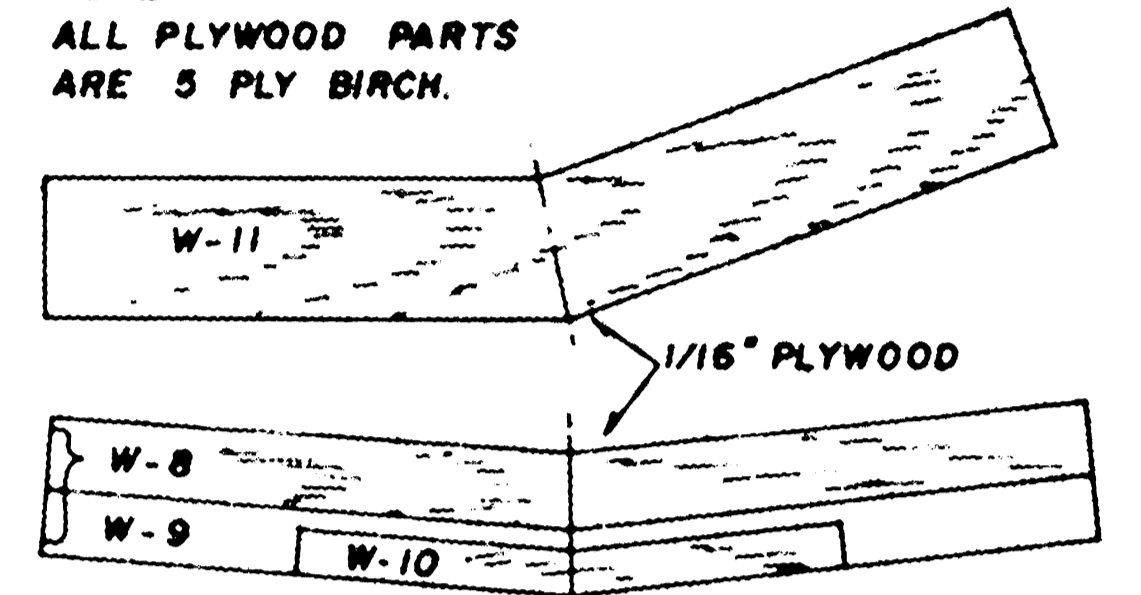 ALL PLYWOOD PARTS
ARE 5 PLY BIRCH.
W-11
1/16" PLYWOOD
W-8
W-9
W-10